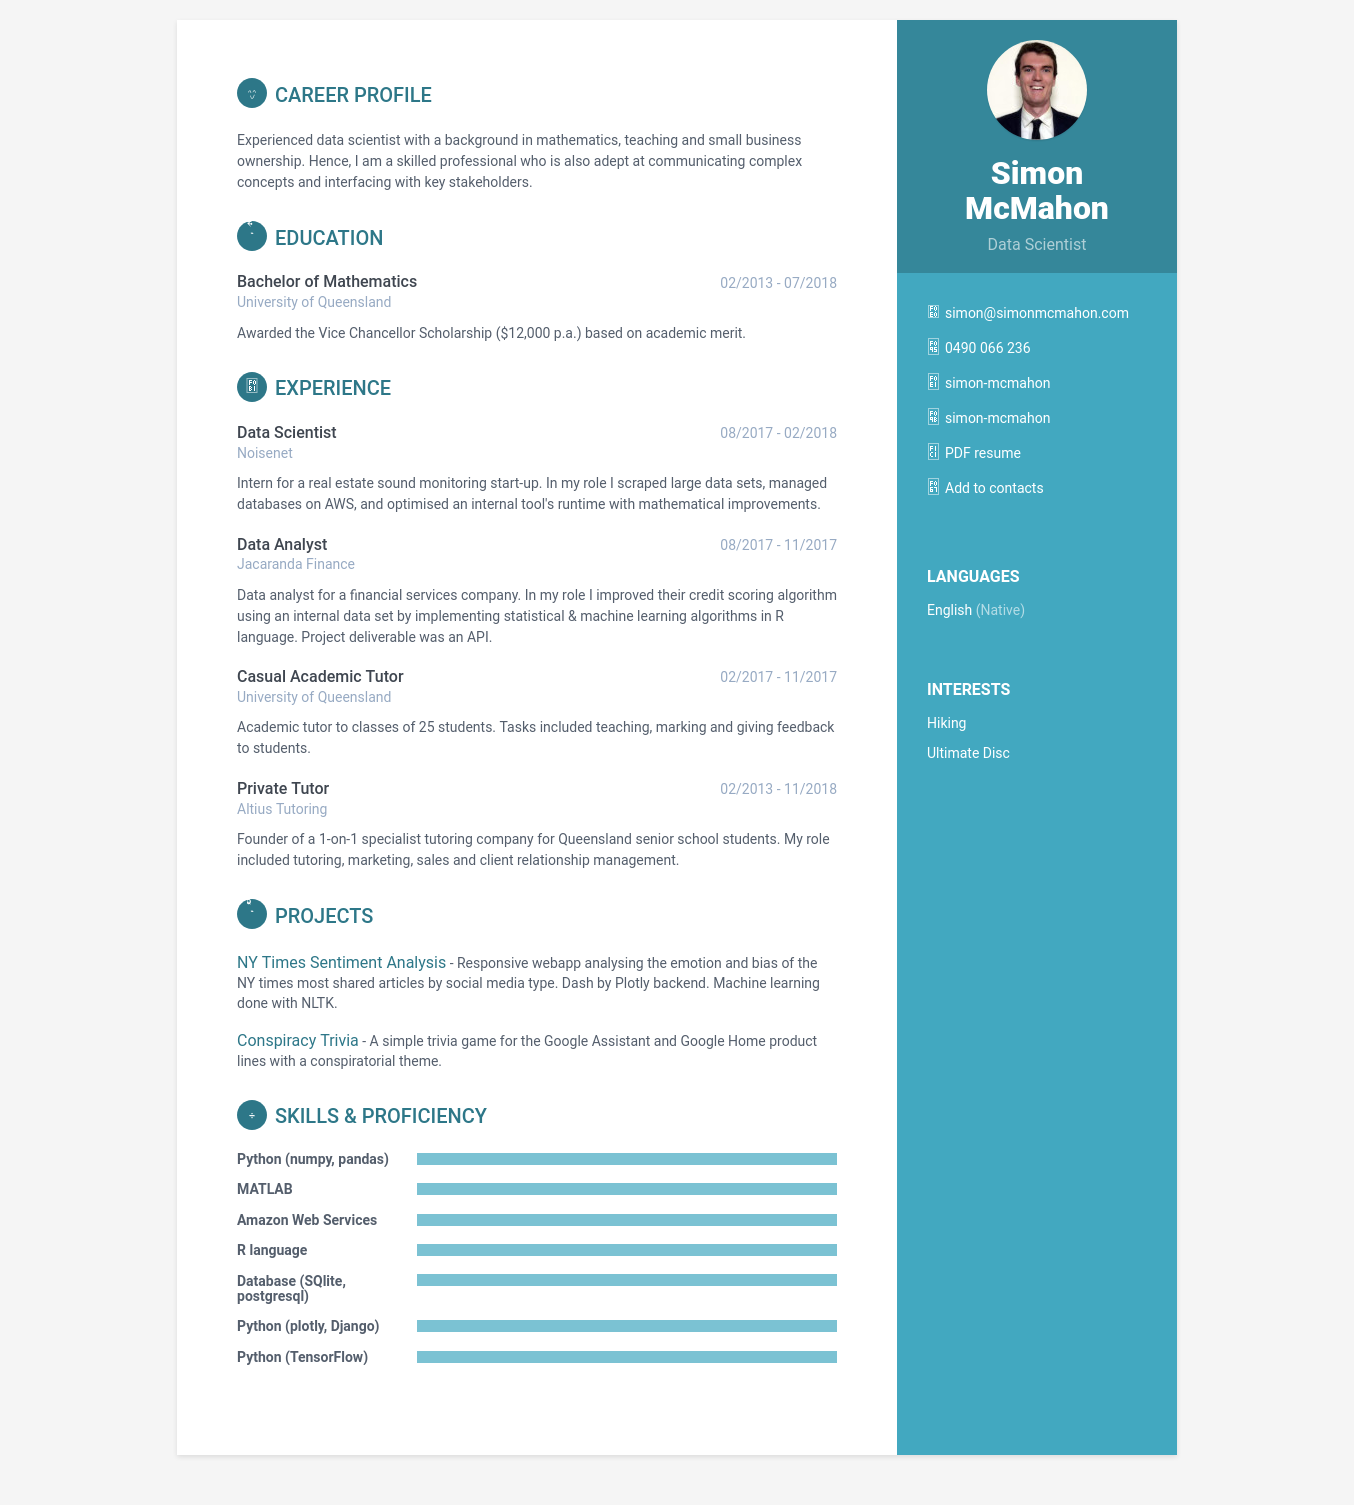 CAREER PROFILE
Experienced data scientist with a background in mathematics, teaching and small business
ownership. Hence, I am a skilled professional who is also adept at communicating complex
concepts and interfacing with key stakeholders.
EDUCATION
Bachelor of Mathematics 02/2013 - 07/2018
University of Queensland
Awarded the Vice Chancellor Scholarship ($12,000 p.a.) based on academic merit.
EXPERIENCE
Data Scientist 08/2017 - 02/2018
Noisenet
Intern for a real estate sound monitoring start-up. In my role I scraped large data sets, managed
databases on AWS, and optimised an internal tool's runtime with mathematical improvements.
Data Analyst 08/2017 - 11/2017
Jacaranda Finance
Data analyst for a financial services company. In my role I improved their credit scoring algorithm
using an internal data set by implementing statistical & machine learning algorithms in R
language. Project deliverable was an API.
Casual Academic Tutor 02/2017 - 11/2017
University of Queensland
Academic tutor to classes of 25 students. Tasks included teaching, marking and giving feedback
to students.
Private Tutor 02/2013 - 11/2018
Altius Tutoring
Founder of a 1-on-1 specialist tutoring company for Queensland senior school students. My role
included tutoring, marketing, sales and client relationship management.
PROJECTS
NY Times Sentiment Analysis - Responsive webapp analysing the emotion and bias of the
NY times most shared articles by social media type. Dash by Plotly backend. Machine learning
done with NLTK.
Conspiracy Trivia - A simple trivia game for the Google Assistant and Google Home product
lines with a conspiratorial theme.
SKILLS & PROFICIENCY
Python (numpy, pandas)
MATLAB
Amazon Web Services
R language
Database (SQlite,
postgresql)
Python (plotly, Django)
Python (TensorFlow)
Simon
McMahon
Data Scientist
simon@simonmcmahon.com
0490 066 236
simon-mcmahon
simon-mcmahon
PDF resume
Add to contacts
LANGUAGES
English (Native)
INTERESTS
Hiking
Ultimate Disc